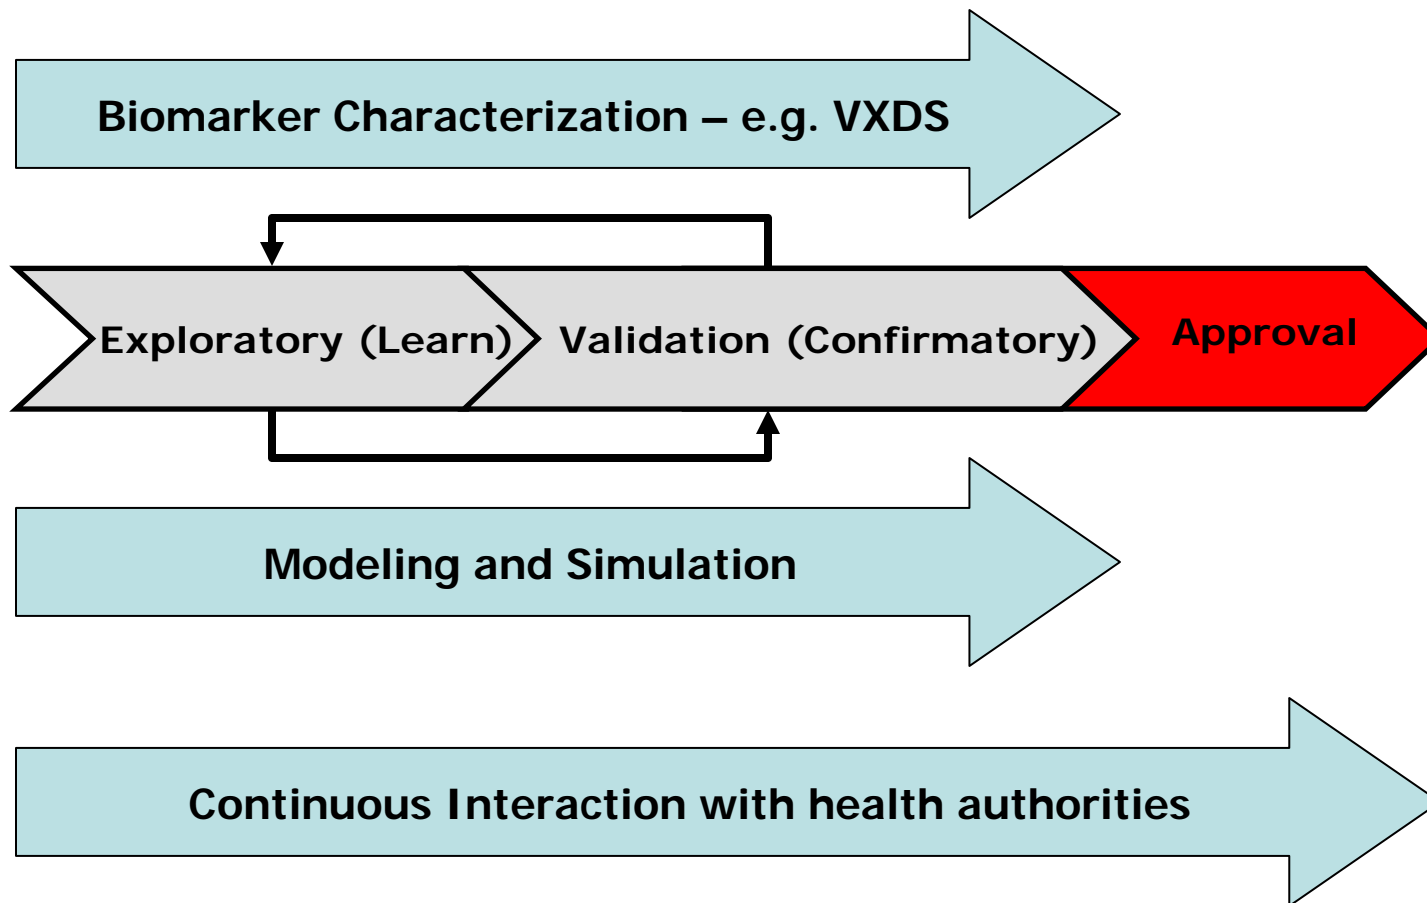 Biomarker Characterization – e.g. VXDS
Exploratory (Learn)
Validation (Confirmatory)
Approval
Modeling and Simulation
Continuous Interaction with health authorities